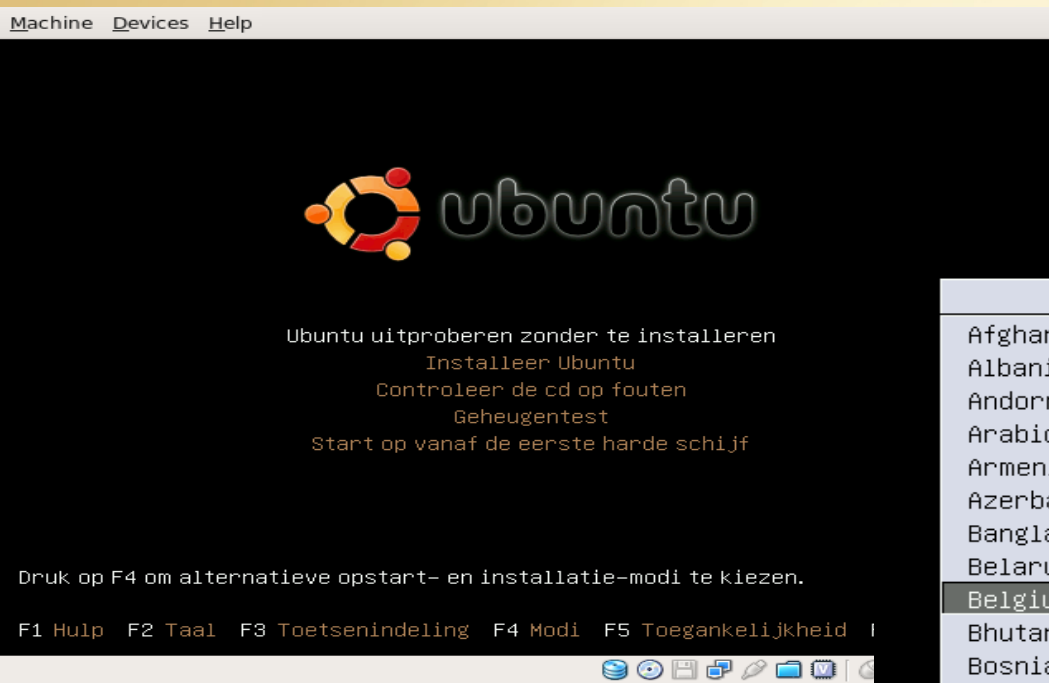 Machine Devices Help
ubuntu
Ubuntu uitproberen zonder te installeren
Installeer Ubuntu
Controleer de cd op fouten
Geheugentest
Start op vanaf de eerste harde schijf
Druk op F4 om alternatieve opstart- en installatie-modi te kiezen.
F1 Hulp F2 Taal F3 Toetsenindeling F4 Modi F5 Toegankelijkheid